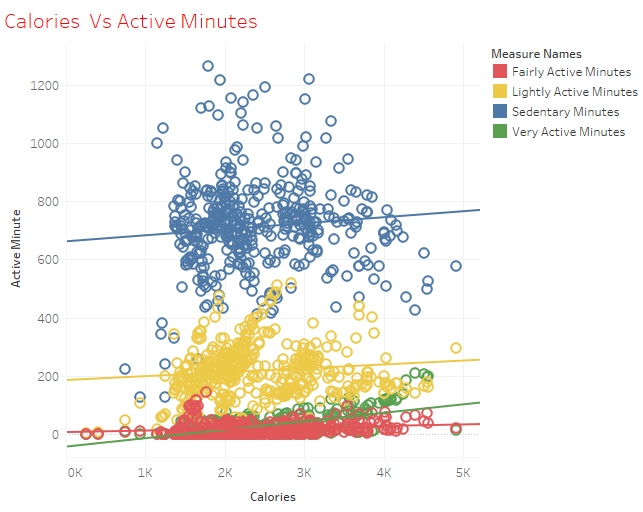 Calories Vs Active Minutes
Measure Names
Fairly Active Minutes
Lightly Active Minutes
Sedentary Minutes
Very Active Minutes
Active Minute
1200
1000
800
600
400
200
0
0K 1K 2K 3K 4K 5K
Calories